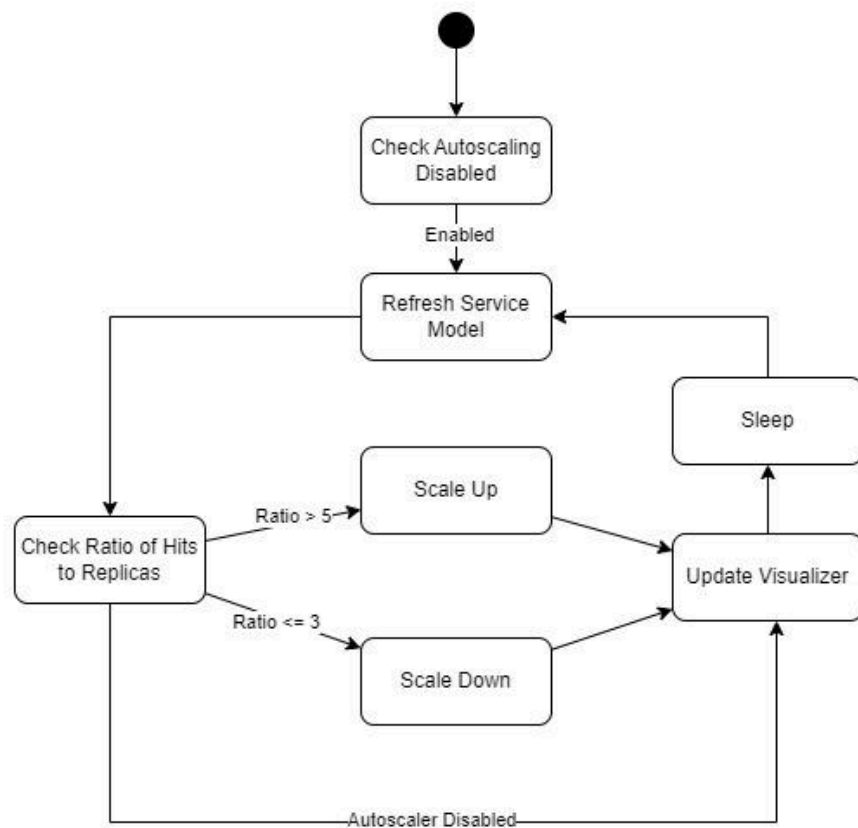 Check Autoscaling
Disabled
Enabled
Refresh Service
Model
Sleep
Scale Up
Ratio > 5
Check Ratio of Hits
to Replicas
Update Visualizer
Ratio <= 3
Scale Down
Autoscaler Disabled